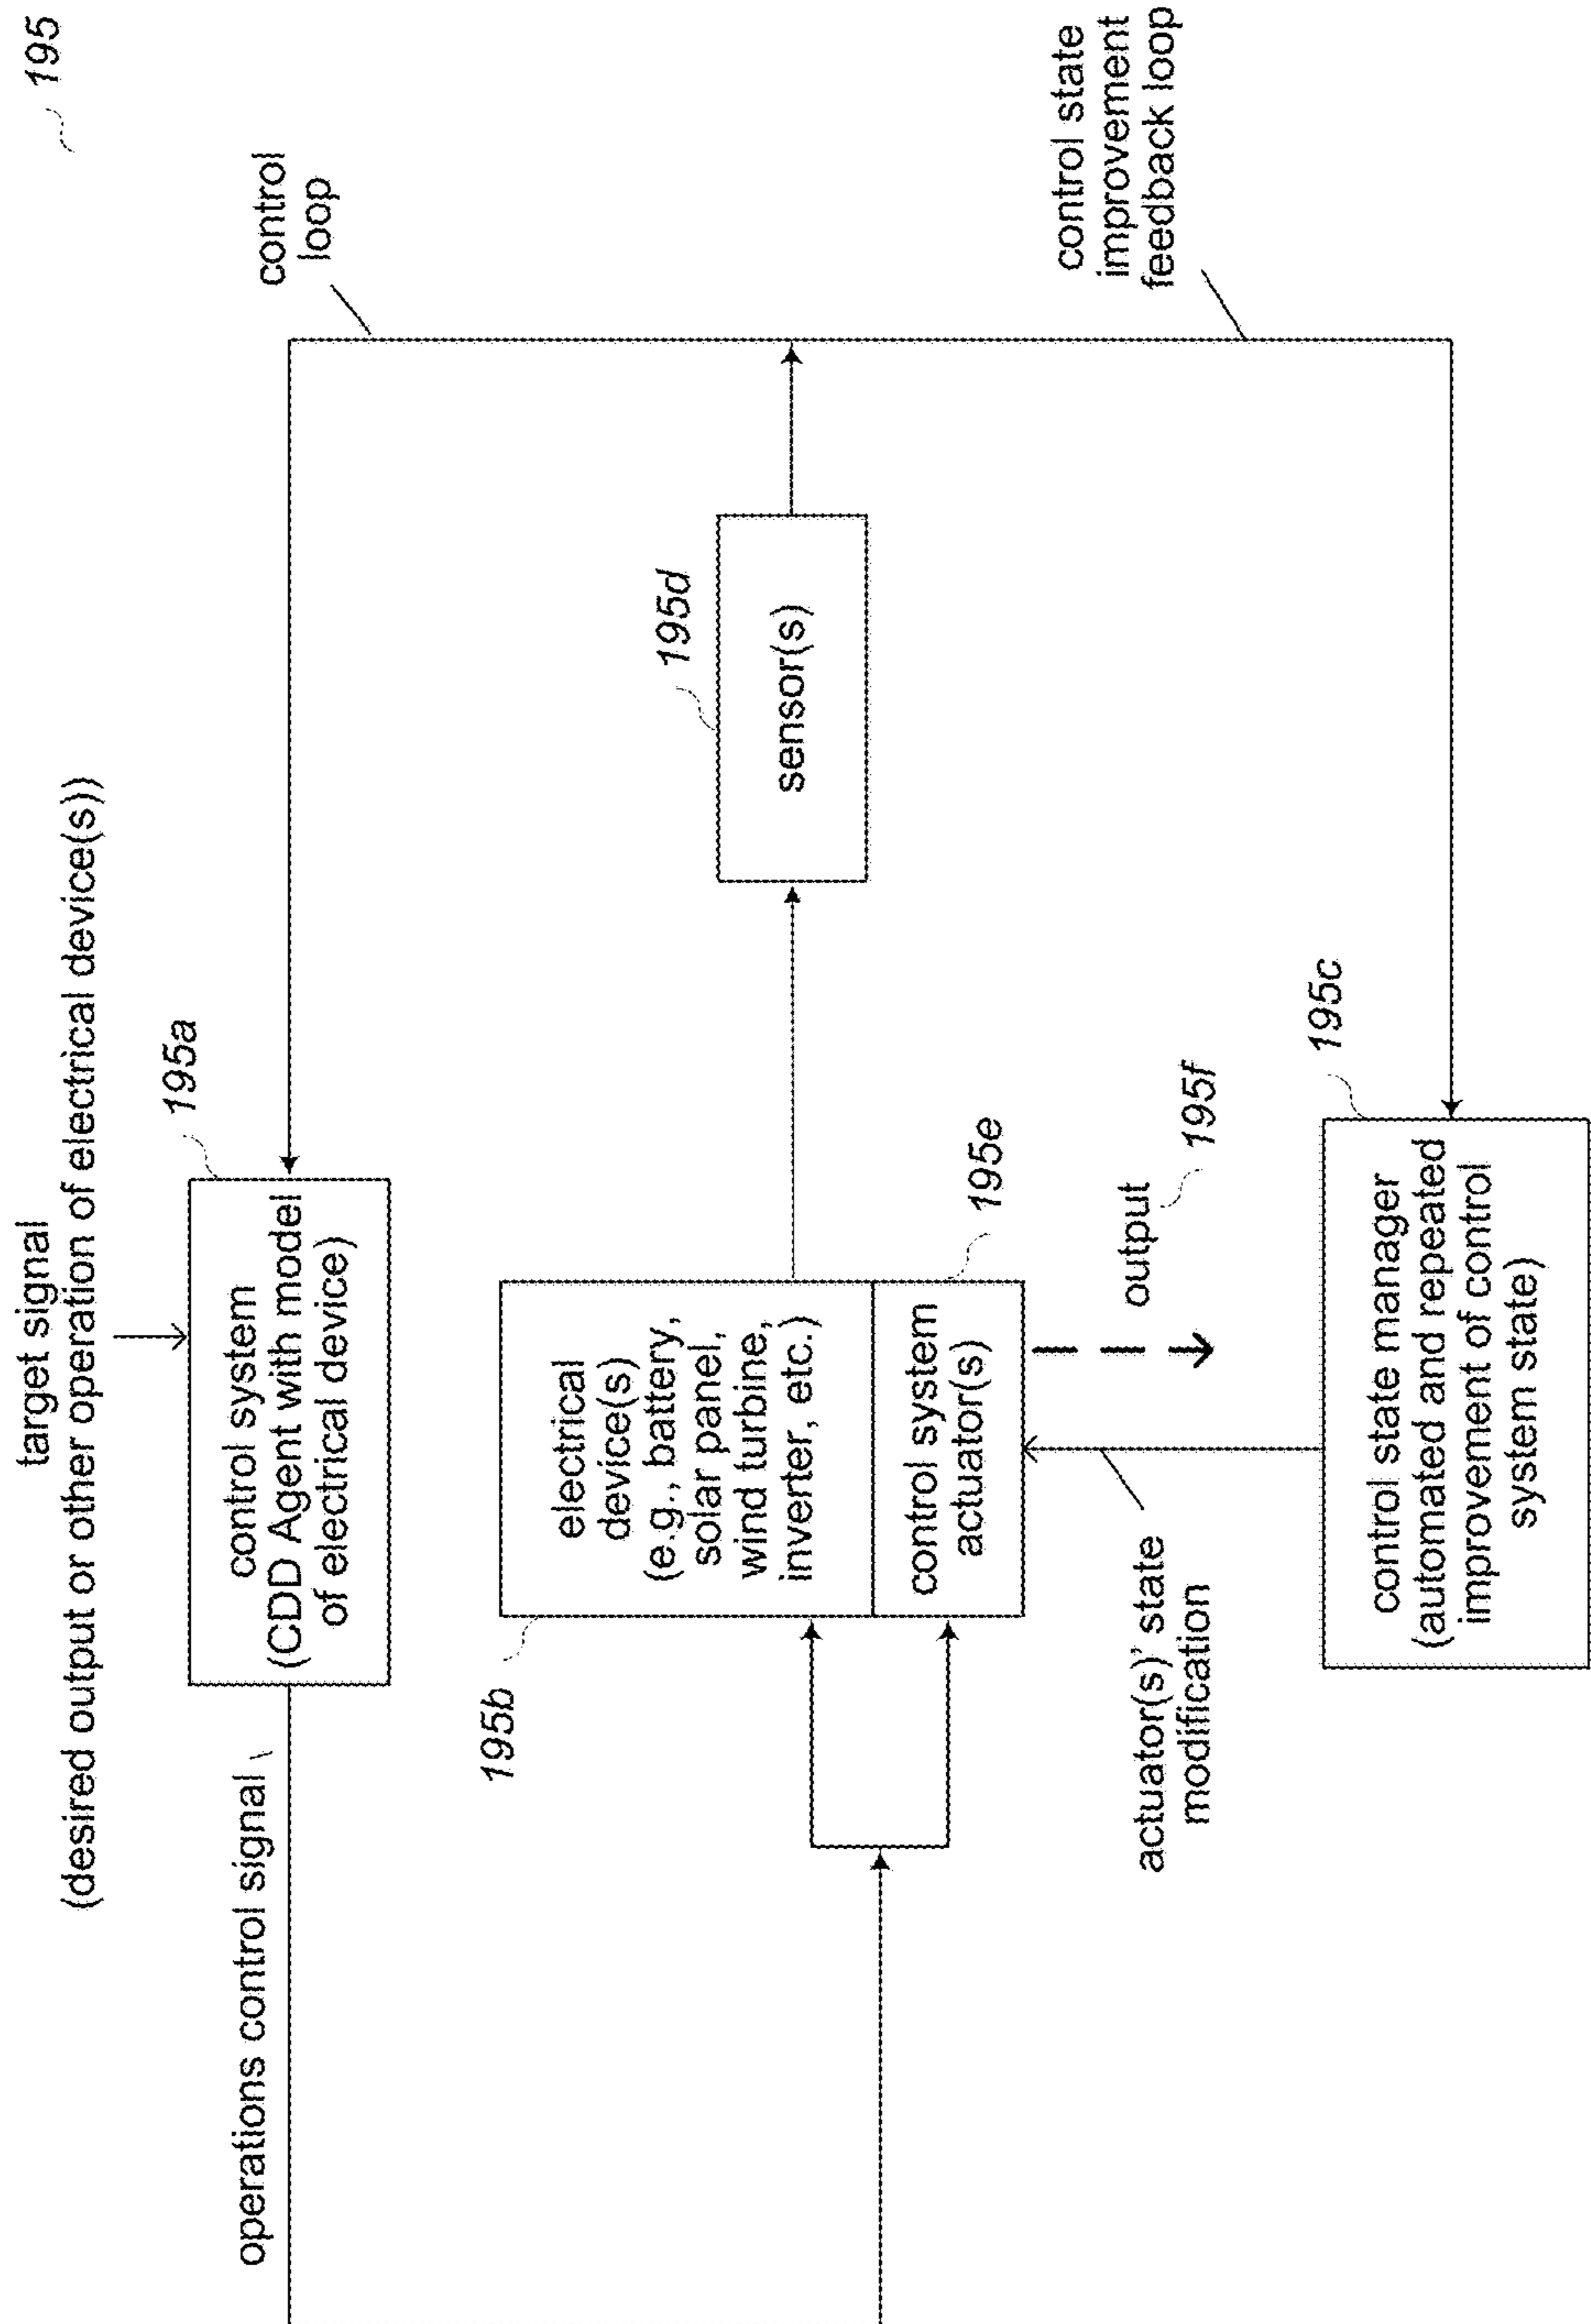 195
target signal
(desired output or other operation of electrical device(s))
operations control signal
195a
control system
(CDD Agent with model
of electrical device)
control
loop
195b
electrical
device(s)
(e.g., battery,
solar panel,
wind turbine,
inverter, etc.)
control system
actuator(s)
195e
195d
sensor(s)
actuator(s)' state
modification
output
195f
control state
improvement
feedback loop
195c
control state manager
(automated and repeated
improvement of control
system state)